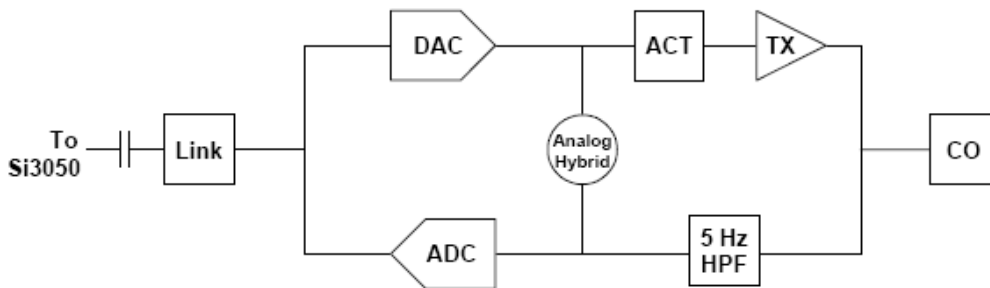 DAC
ACT
TX
To
Si3050
Link
Analog
Hybrid
CO
ADC
5 Hz
HPF